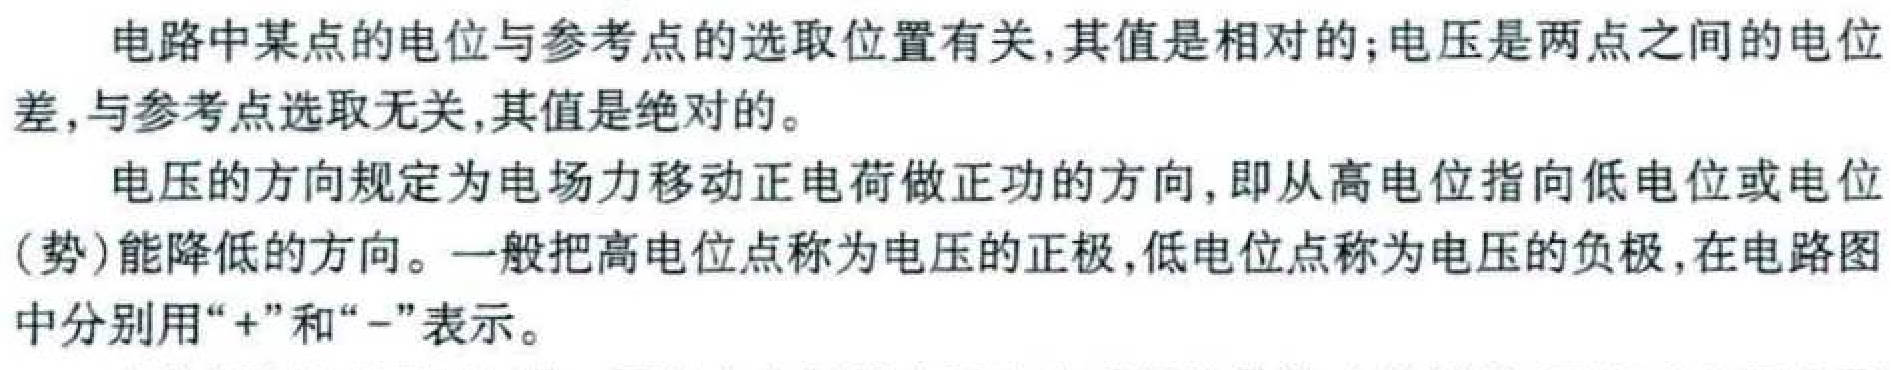 电路中某点的电位与参考点的选取位置有关,其值是相对的;电压是两点之间的电位
差,与参考点选取无关,其值是绝对的。
电压的方向规定为电场力移动正电荷做正功的方向,即从高电位指向低电位或电位
(势)能降低的方向。一般把高电位点称为电压的正极,低电位点称为电压的负极,在电路图
中分别用“+”和“-”表示。